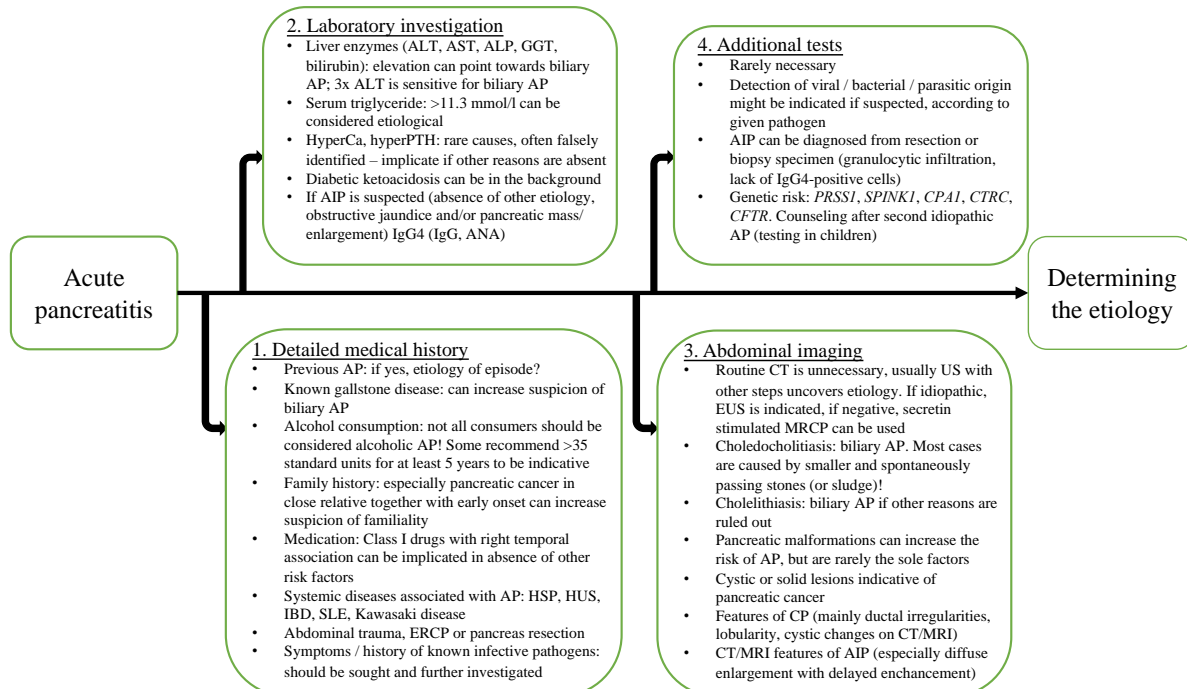 Acute
pancreatitis
1. Detailed medical history
• Previous AP: if yes, etiology of episode?
• Known gallstone disease: can increase suspicion of
biliary AP
• Alcohol consumption: not all consumers should be
considered alcoholic AP! Some recommend >35
standard units for at least 5 years to be indicative
• Family history: especially pancreatic cancer in
close relative together with early onset can increase
suspicion of familiality
• Medication: Class I drugs with right temporal
association can be implicated in absence of other
risk factors
• Systemic diseases associated with AP: HSP, HUS,
IBD, SLE, Kawasaki disease
• Abdominal trauma, ERCP or pancreas resection
• Symptoms / history of known infective pathogens:
should be sought and further investigated
2. Laboratory investigation
• Liver enzymes (ALT, AST, ALP, GGT,
bilirubin): elevation can point towards biliary
AP; 3x ALT is sensitive for biliary AP
• Serum triglyceride: >11.3 mmol/l can be
considered etiological
• HyperCa, hyperPTH: rare causes, often falsely
identified – implicate if other reasons are absent
• Diabetic ketoacidosis can be in the background
• If AIP is suspected (absence of other etiology,
obstructive jaundice and/or pancreatic mass/
enlargement) IgG4 (IgG, ANA)
3. Abdominal imaging
• Routine CT is unnecessary, usually US with
other steps uncovers etiology. If idiopathic,
EUS is indicated, if negative, secretin
stimulated MRCP can be used
• Choledocholitiasis: biliary AP. Most cases
are caused by smaller and spontaneously
passing stones (or sludge)!
• Cholelithiasis: biliary AP if other reasons are
ruled out
• Pancreatic malformations can increase the
risk of AP, but are rarely the sole factors
• Cystic or solid lesions indicative of
pancreatic cancer
• Features of CP (mainly ductal irregularities,
lobularity, cystic changes on CT/MRI)
• CT/MRI features of AIP (especially diffuse
enlargement with delayed enchancement)
4. Additional tests
• Rarely necessary
• Detection of viral / bacterial / parasitic origin
might be indicated if suspected, according to
given pathogen
• AIP can be diagnosed from resection or
biopsy specimen (granulocytic infiltration,
lack of IgG4-positive cells)
• Genetic risk: PRSS1, SPINK1, CPA1, CTRC,
CFTR. Counseling after second idiopathic
AP (testing in children)
Determining
the etiology